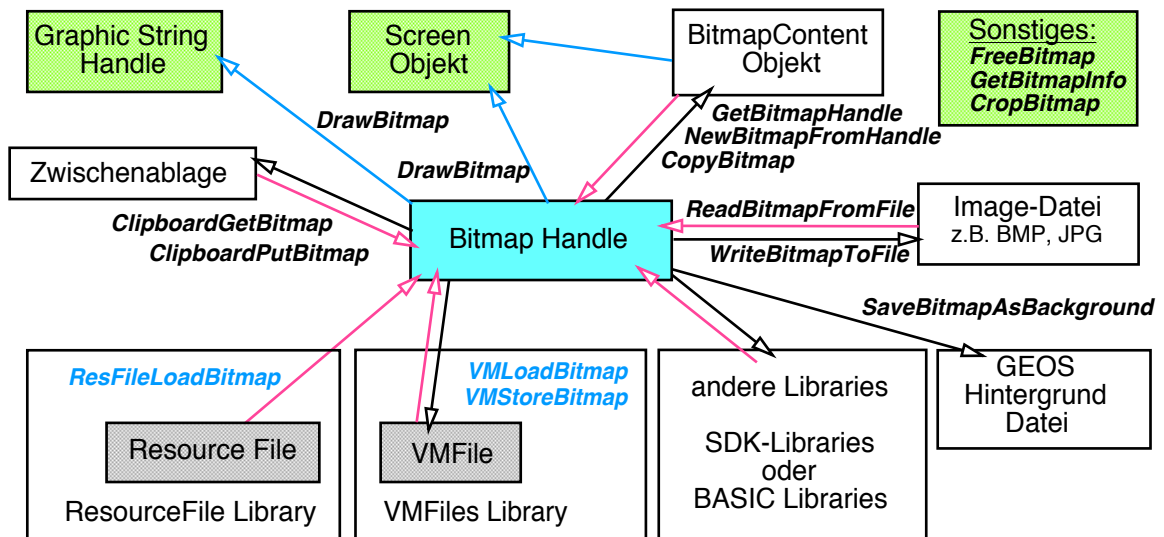 Graphic String
Handle
Screen
Objekt
BitmapContent
Objekt
Sonstiges:
FreeBitmap
GetBitmapInfo
CropBitmap
DrawBitmap
GetBitmapHandle
NewBitmapFromHandle
CopyBitmap
Zwischenablage
DrawBitmap
ClipboardGetBitmap
ClipboardPutBitmap
Bitmap Handle
ReadBitmapFromFile
WriteBitmapToFile
Image-Datei
z.B. BMP, JPG
SaveBitmapAsBackground
ResFileLoadBitmap
Resource File
ResourceFile Library
VMLoadBitmap
VMStoreBitmap
VMFile
VMFiles Library
andere Libraries
SDK-Libraries
oder
BASIC Libraries
GEOS
Hintergrund
Datei